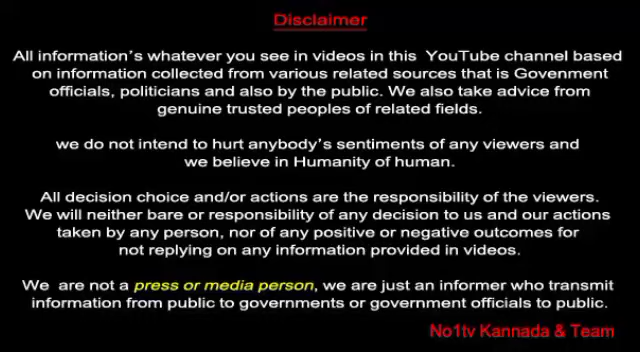 Disclaimer
All information's whatever you see in videos in this YouTube channel based
on information collected from various related sources that is Govenment
officials, politicians and also by the public. We also take advice from
genuine trusted peoples of related fields.
we do not intend to hurt anybody's sentiments of any viewers and
we believe in Humanity of human.
All decision choice and/or actions are the responsibility of the viewers.
We will neither bare or responsibility of any decision to us and our actions
taken by any person, nor of any positive or negative outcomes for
not replying on any information provided in videos.
We are not a press or media person, we are just an informer who transmit
information from public to governments or government officials to public.
No1tv Kannada & Team